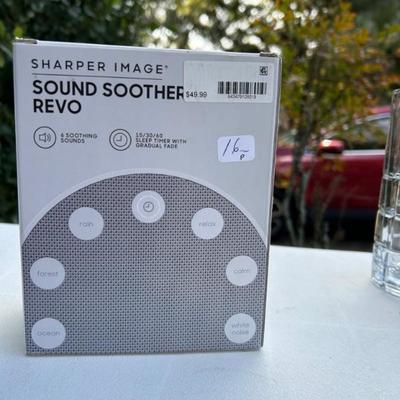 SHARPER IMAGE®
SOUND SOOTHER
REVO
$49.99
6 SOOTHING
SOUNDS
15/30/60
SLEEP TIMER WITH
GRADUAL FADE
16-
P
rain
relax
forest
calm
ocean
white
noise